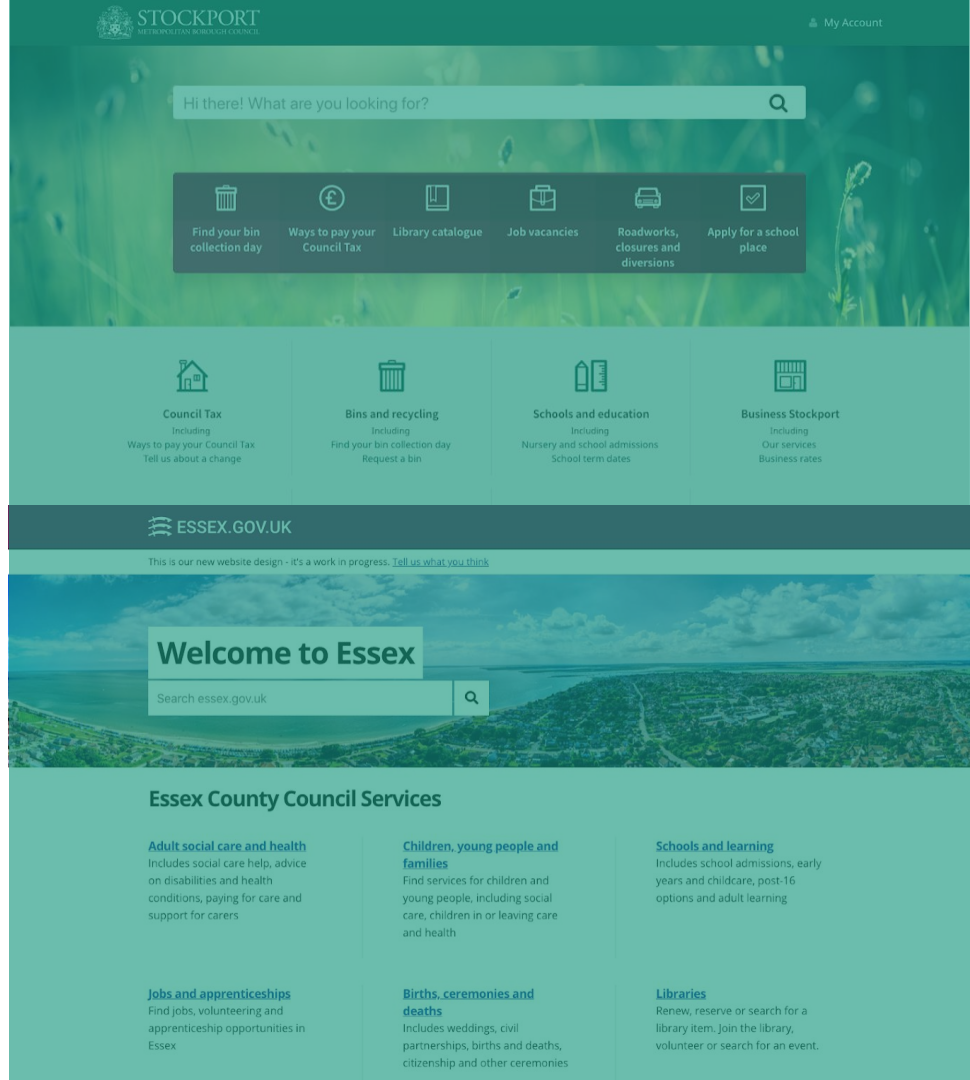 STOCKPORT
METROPOLITAN BOROUGH COUNCIL
My Account
Hi there! What are you looking for?
Find your bin
collection day
Ways to pay your
Council Tax
Library catalogue
Job vacancies
Roadworks,
closures and
diversions
Apply for a school
place
Council Tax
Including
Ways to pay your Council Tax
Tell us about a change
Bins and recycling
Including
Find your bin collection day
Request a bin
Schools and education
Including
Nursery and school admissions
School term dates
Business Stockport
Including
Our services
Business rates
ESSEX.GOV.UK
This is our new website design - it's a work in progress. Tell us what you think
Welcome to Essex
Search essex.gov.uk
Essex County Council Services
Adult social care and health
Includes social care help, advice
on disabilities and health
conditions, paying for care and
support for carers
Children, young people and
families
Find services for children and
young people, including social
care, children in or leaving care
and health
Schools and learning
Includes school admissions, early
years and childcare, post-16
options and adult learning
Jobs and apprenticeships
Find jobs, volunteering and
apprenticeship opportunities in
Essex
Births, ceremonies and
deaths
Includes weddings, civil
partnerships, births and deaths,
citizenship and other ceremonies
Libraries
Renew, reserve or search for a
library item. Join the library,
volunteer or search for an event.